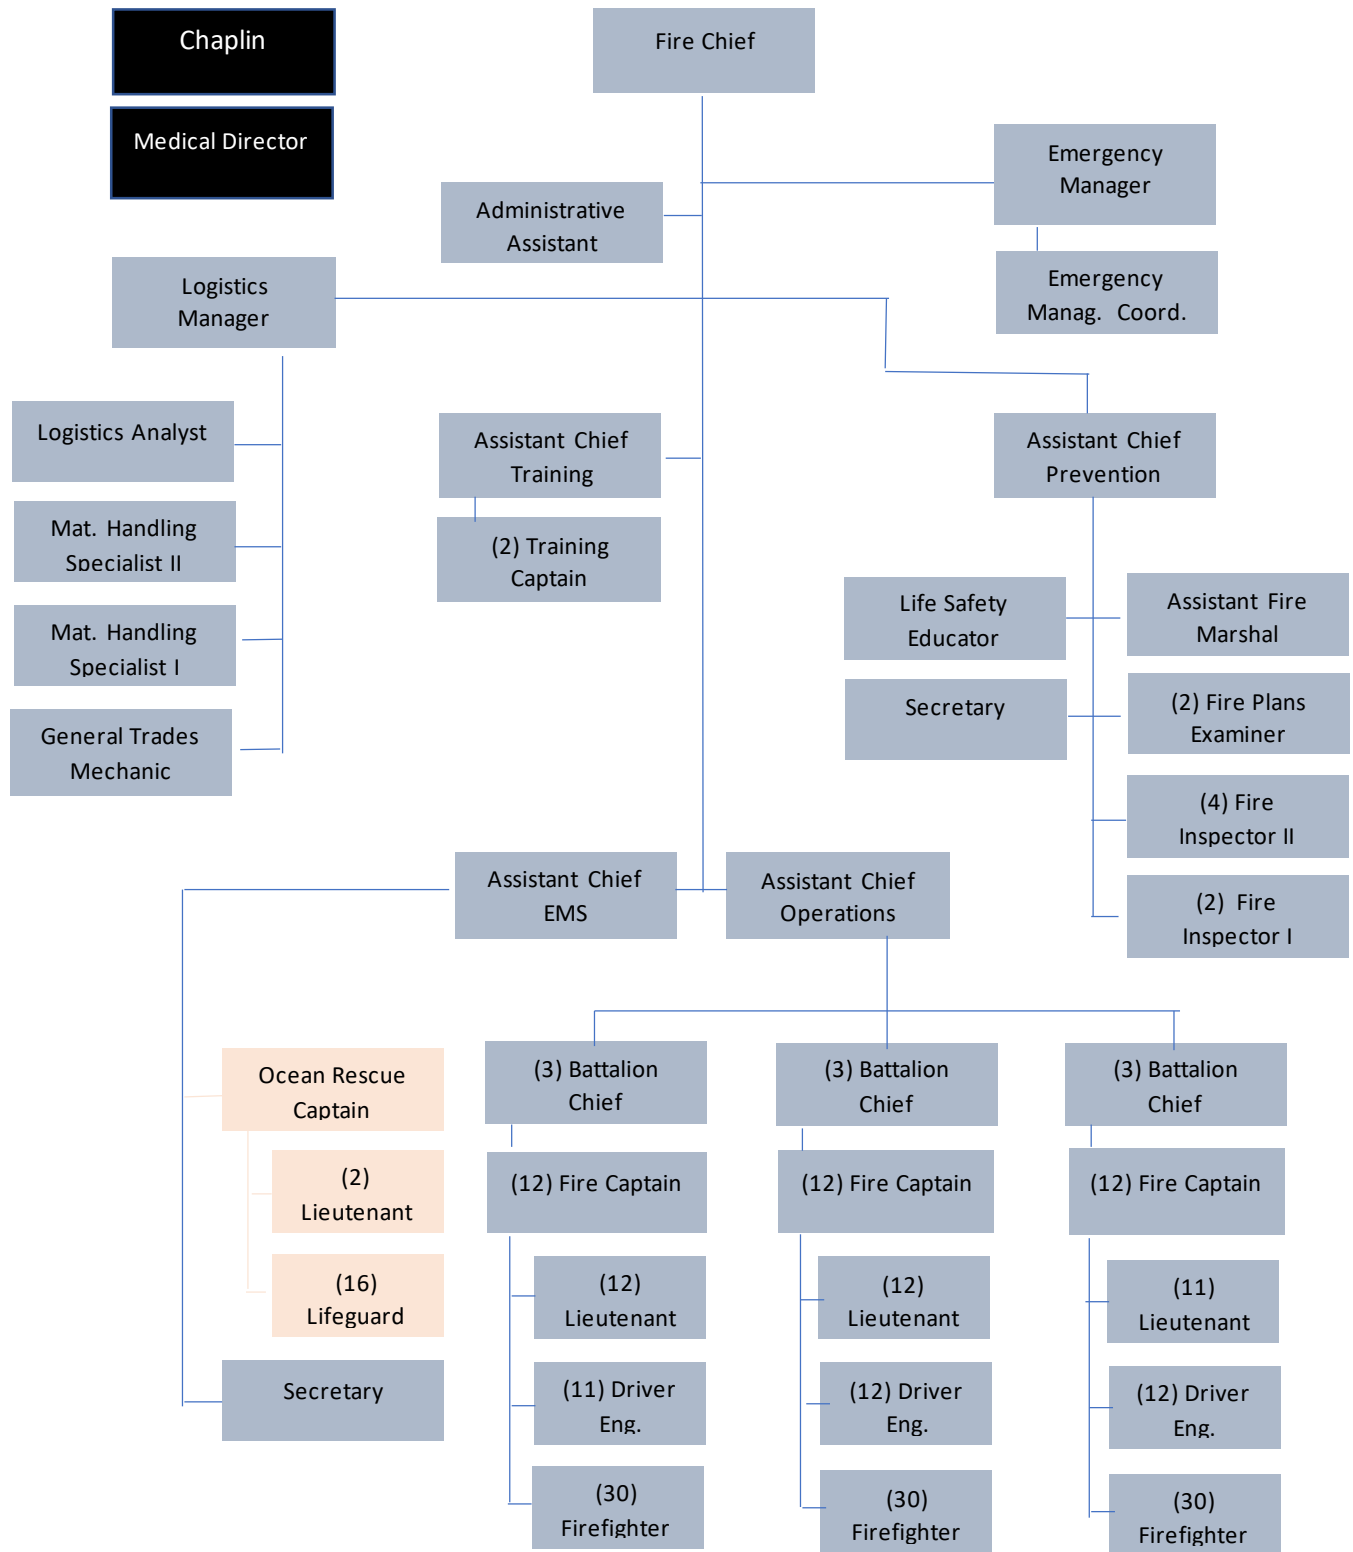 Chaplin
Fire Chief
Medical Director
Emergency
Manager
Administrative
Assistant
Emergency
Manag. Coord.
Logistics
Manager
Logistics Analyst
Assistant Chief
Training
Assistant Chief
Prevention
Mat. Handling
Specialist II
(2) Training
Captain
Mat. Handling
Specialist I
Life Safety
Educator
Assistant Fire
Marshal
General Trades
Mechanic
Secretary
(2) Fire Plans
Examiner
(4) Fire
Inspector II
Assistant Chief
EMS
Assistant Chief
Operations
(2) Fire
Inspector I
Ocean Rescue
Captain
(3) Battalion
Chief
(3) Battalion
Chief
(3) Battalion
Chief
(2)
Lieutenant
(12) Fire Captain
(12) Fire Captain
(12) Fire Captain
(16)
Lifeguard
(12)
Lieutenant
(12)
Lieutenant
(11)
Lieutenant
Secretary
(11) Driver
Eng.
(12) Driver
Eng.
(12) Driver
Eng.
(30)
Firefighter
(30)
Firefighter
(30)
Firefighter